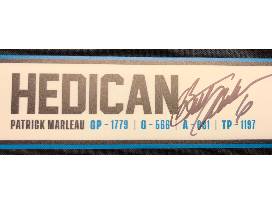 HEDICAN
PATRICK MARLEAU GP - 1779 | G - 566 | A - 631 | TP - 1197